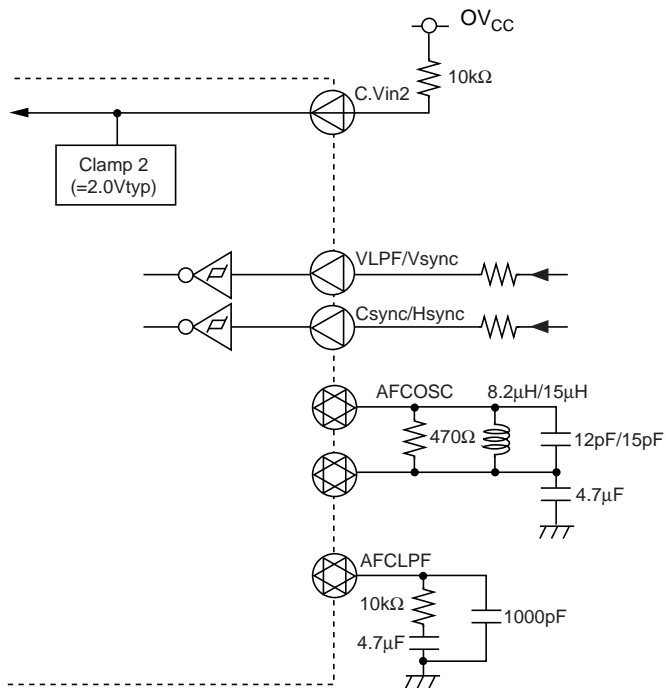 OVCC
10kΩ
C.Vin2
Clamp 2
(=2.0Vtyp)
VLPF/Vsync
Csync/Hsync
AFCOSC
8.2μH/15μH
470Ω
12pF/15pF
4.7μF
AFCLPF
10kΩ
1000pF
4.7μF